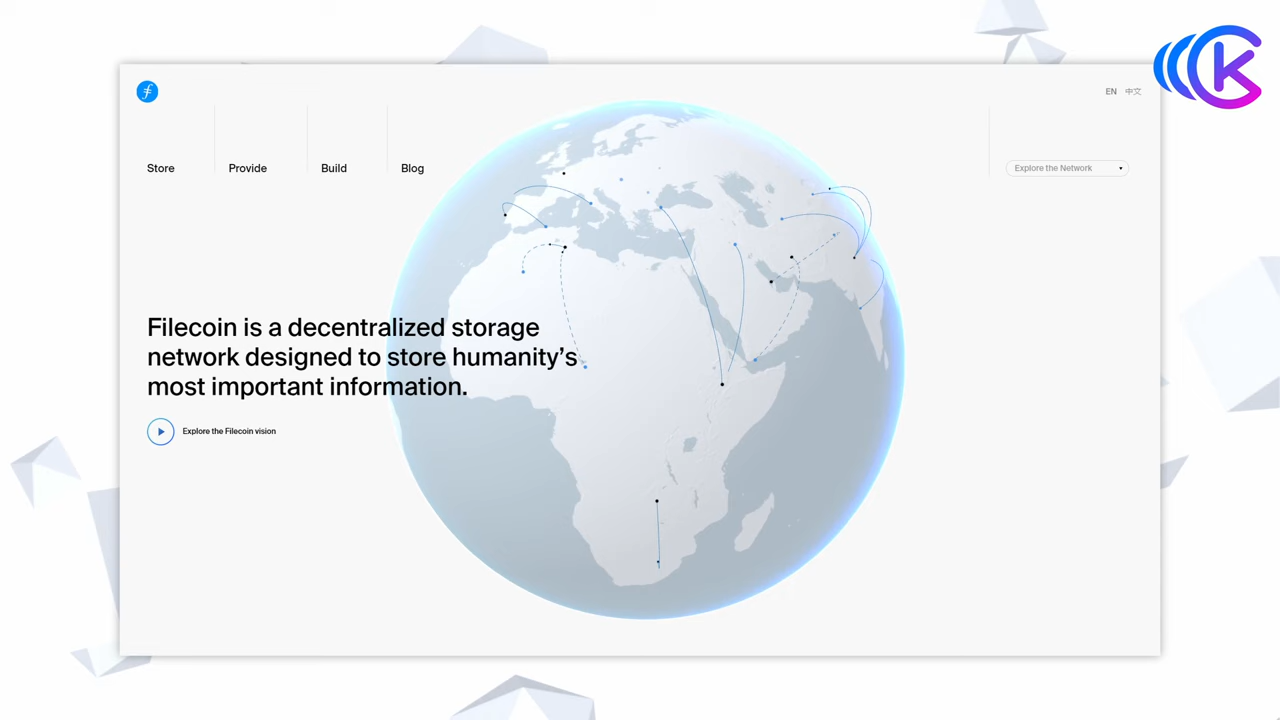 EN 中文
Store
Provide
Build
Blog
Explore the Network
Filecoin is a decentralized storage
network designed to store humanity’s
most important information.
Explore the Filecoin vision